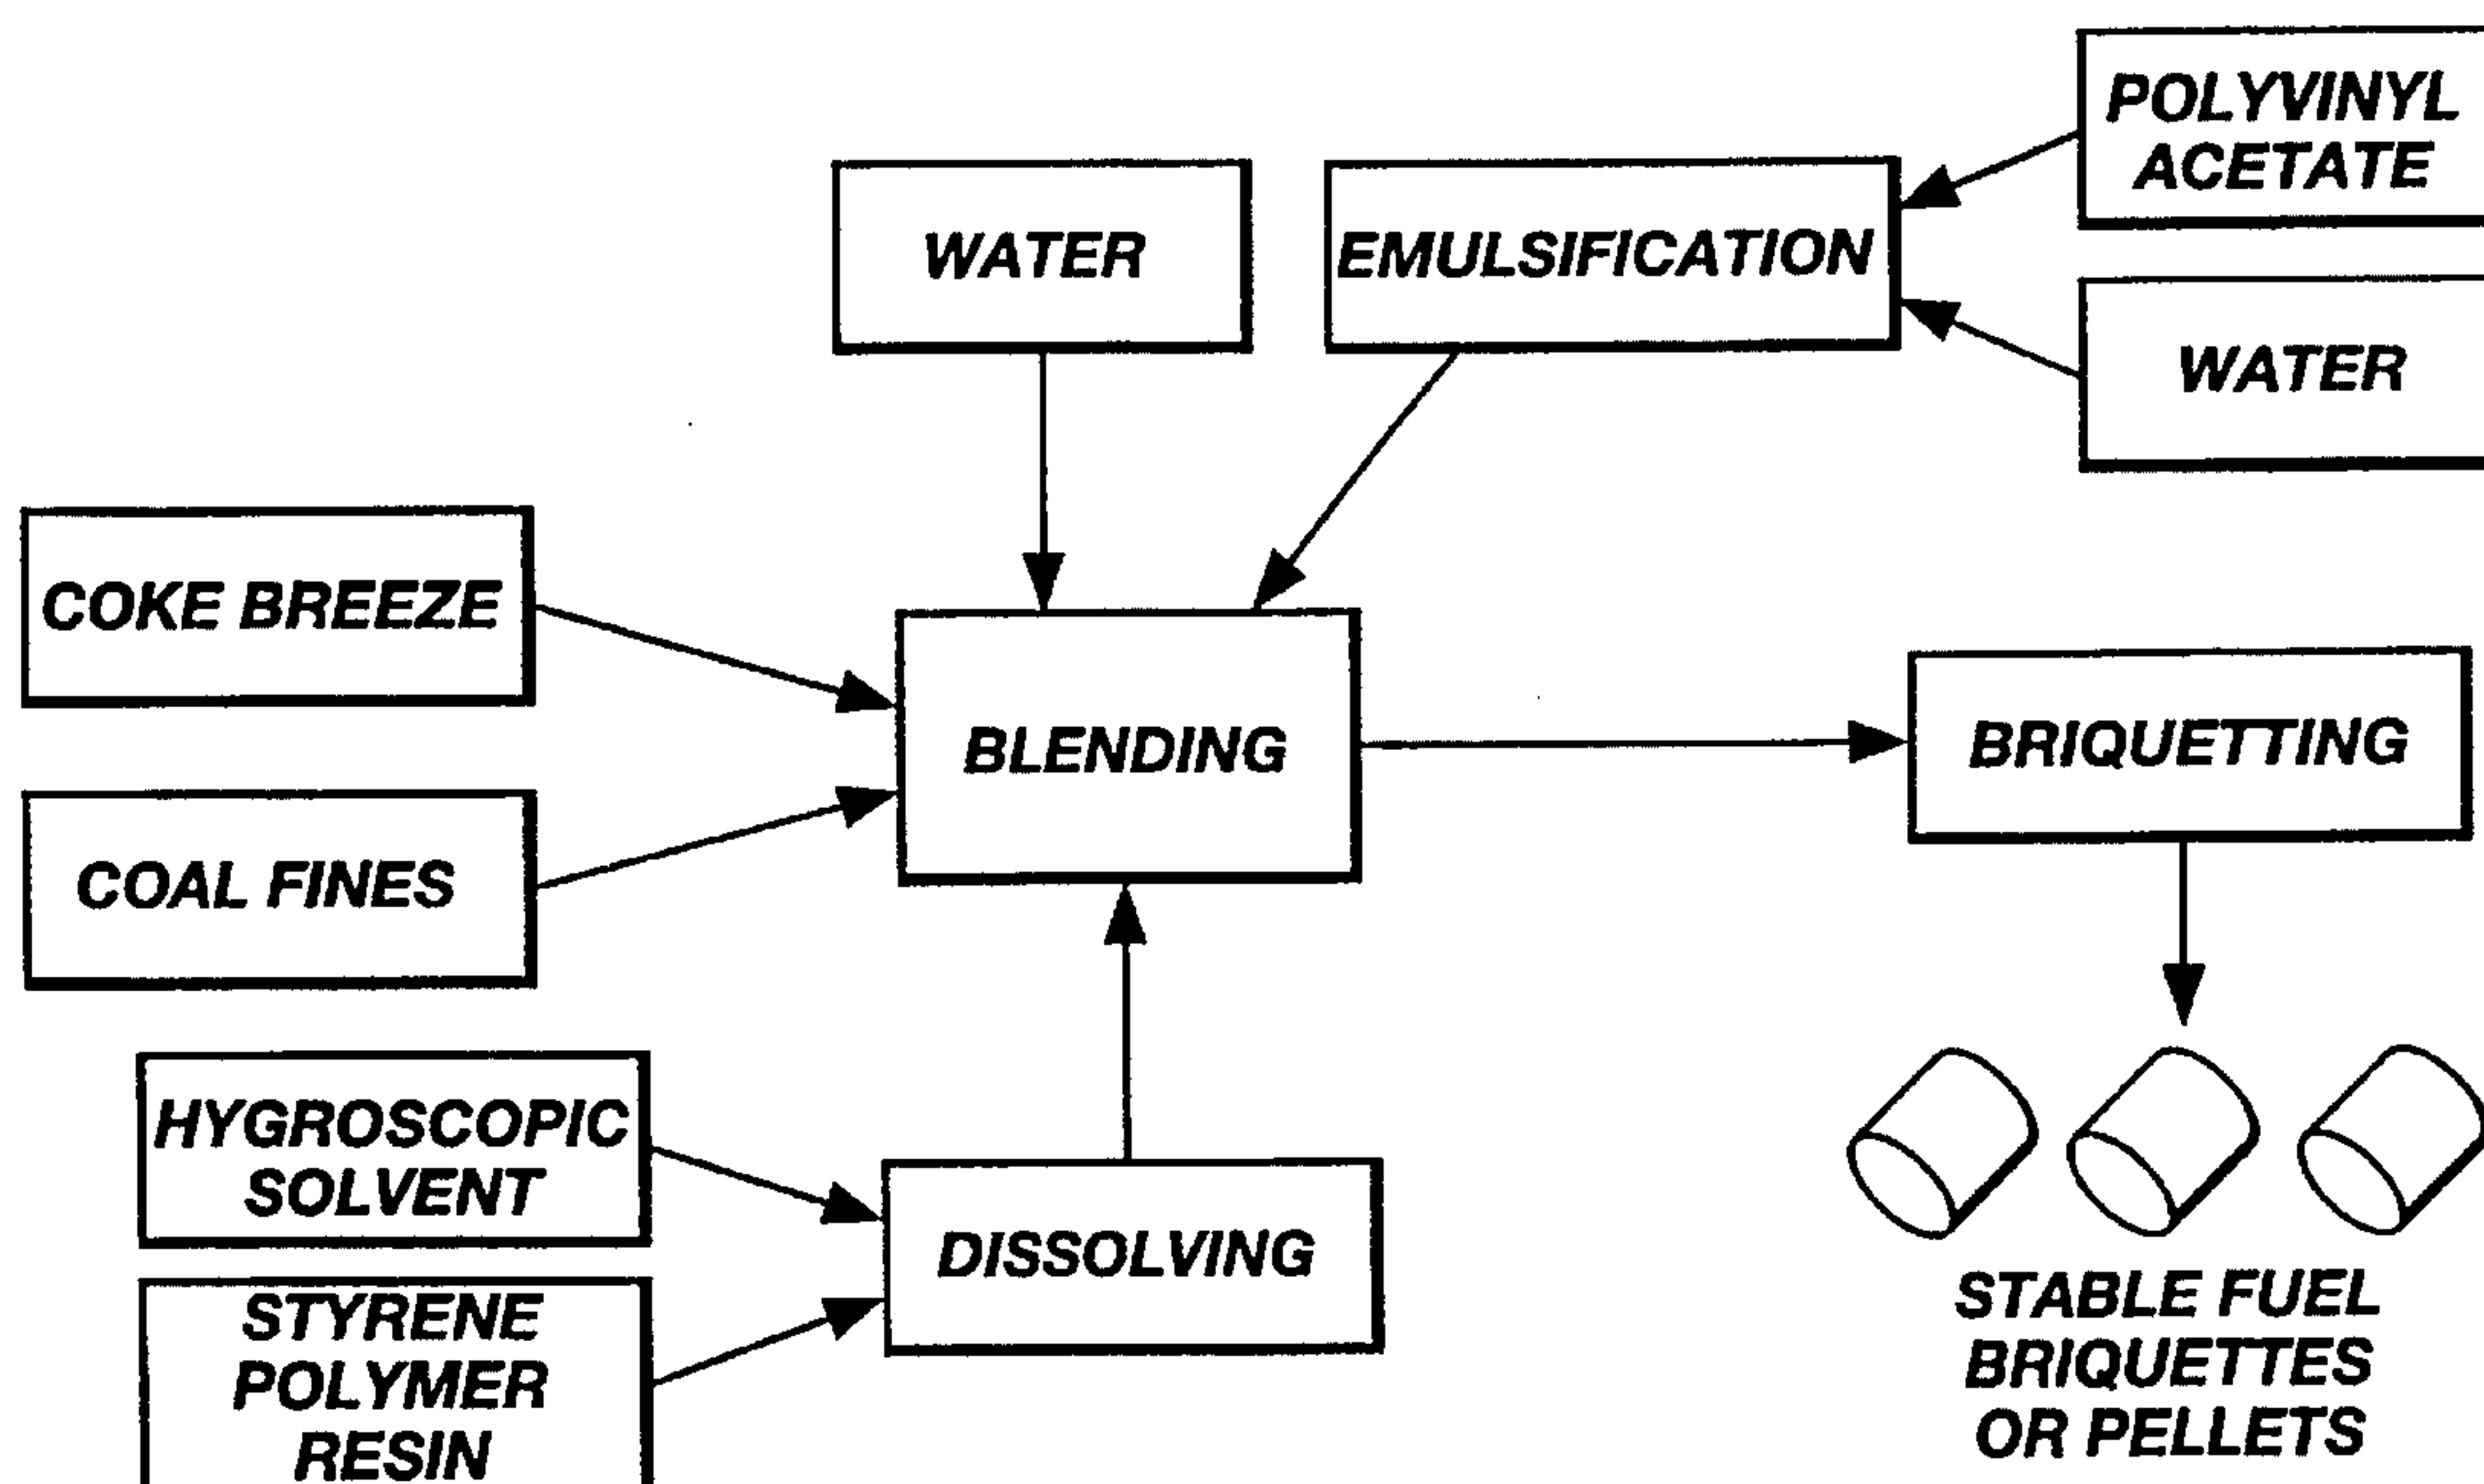 POLYVINYL
ACETATE
WATER
EMULSIFICATION
WATER
COKE BREEZE
BLENDING
BRIQUETTING
COAL FINES
HYGROSCOPIC
SOLVENT
DISSOLVING
STYRENE
POLYMER
RESIN
STABLE FUEL
BRIQUETTES
OR PELLETS